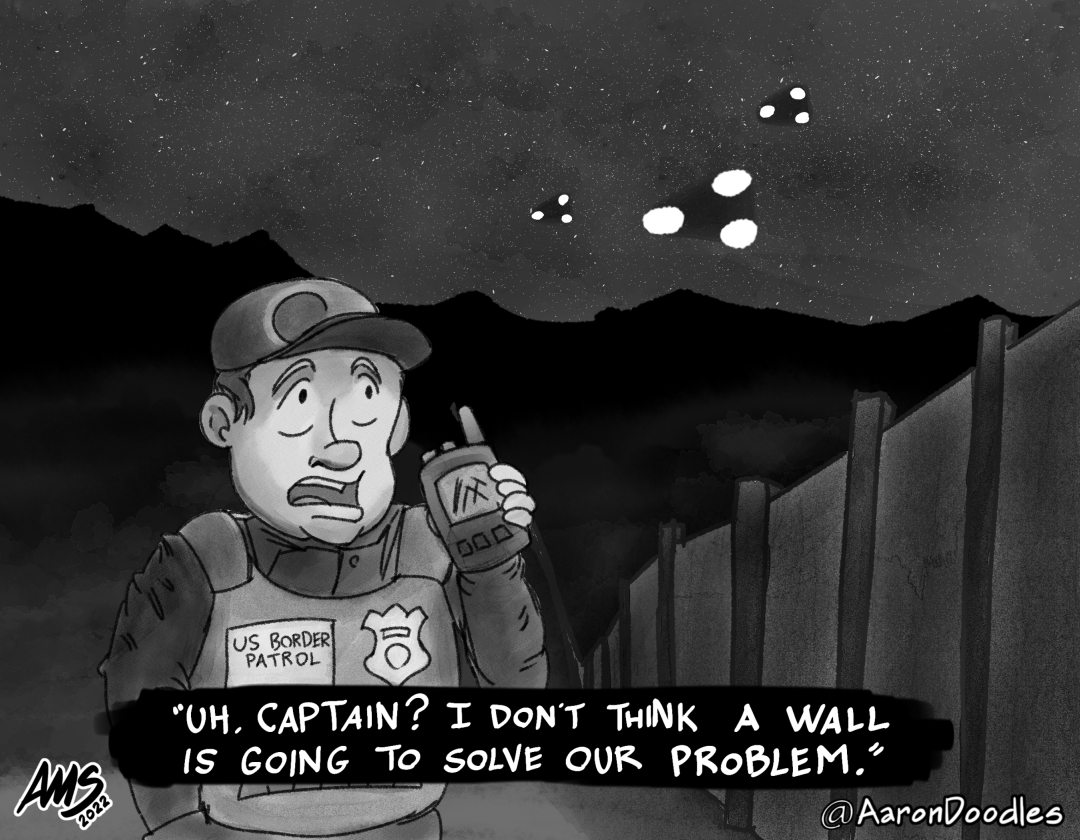 US BORDER
PATROL
"UH, CAPTAIN? I DON'T THINK A WALL
IS GOING TO SOLVE OUR PROBLEM."
AMS
2022
@AaronDoodles